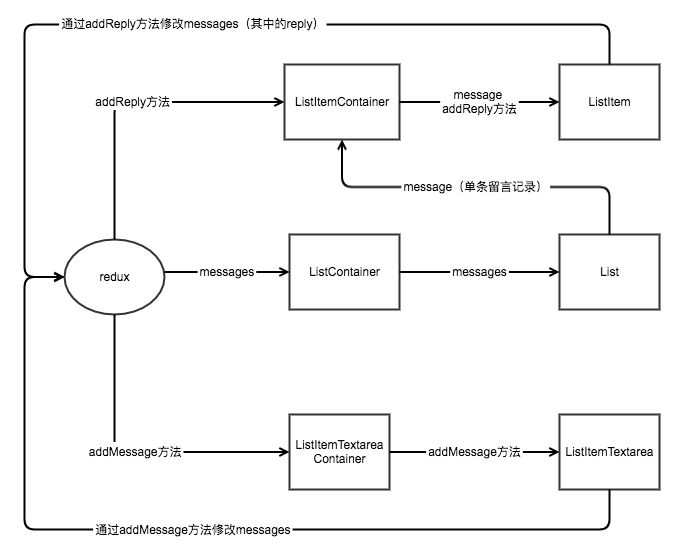 通过addReply方法修改messages（其中的reply）
addReply方法
ListItemContainer
message
addReply方法
ListItem
message（单条留言记录）
redux
messages
ListContainer
messages
List
addMessage方法
ListItemTextarea
Container
addMessage方法
ListItemTextarea
通过addMessage方法修改messages